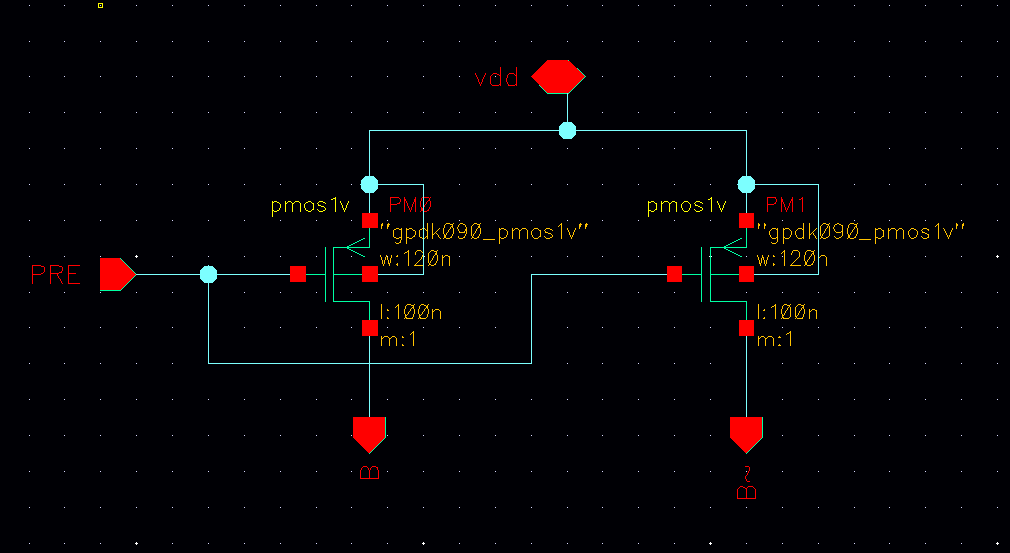 vdd
pmos1v PM0
"gpdk090_pmos1v"
w:120n
l:100n
m:1
pmos1v PM1
"gpdk090_pmos1v"
w:120n
l:100n
m:1
PRE
B
B~